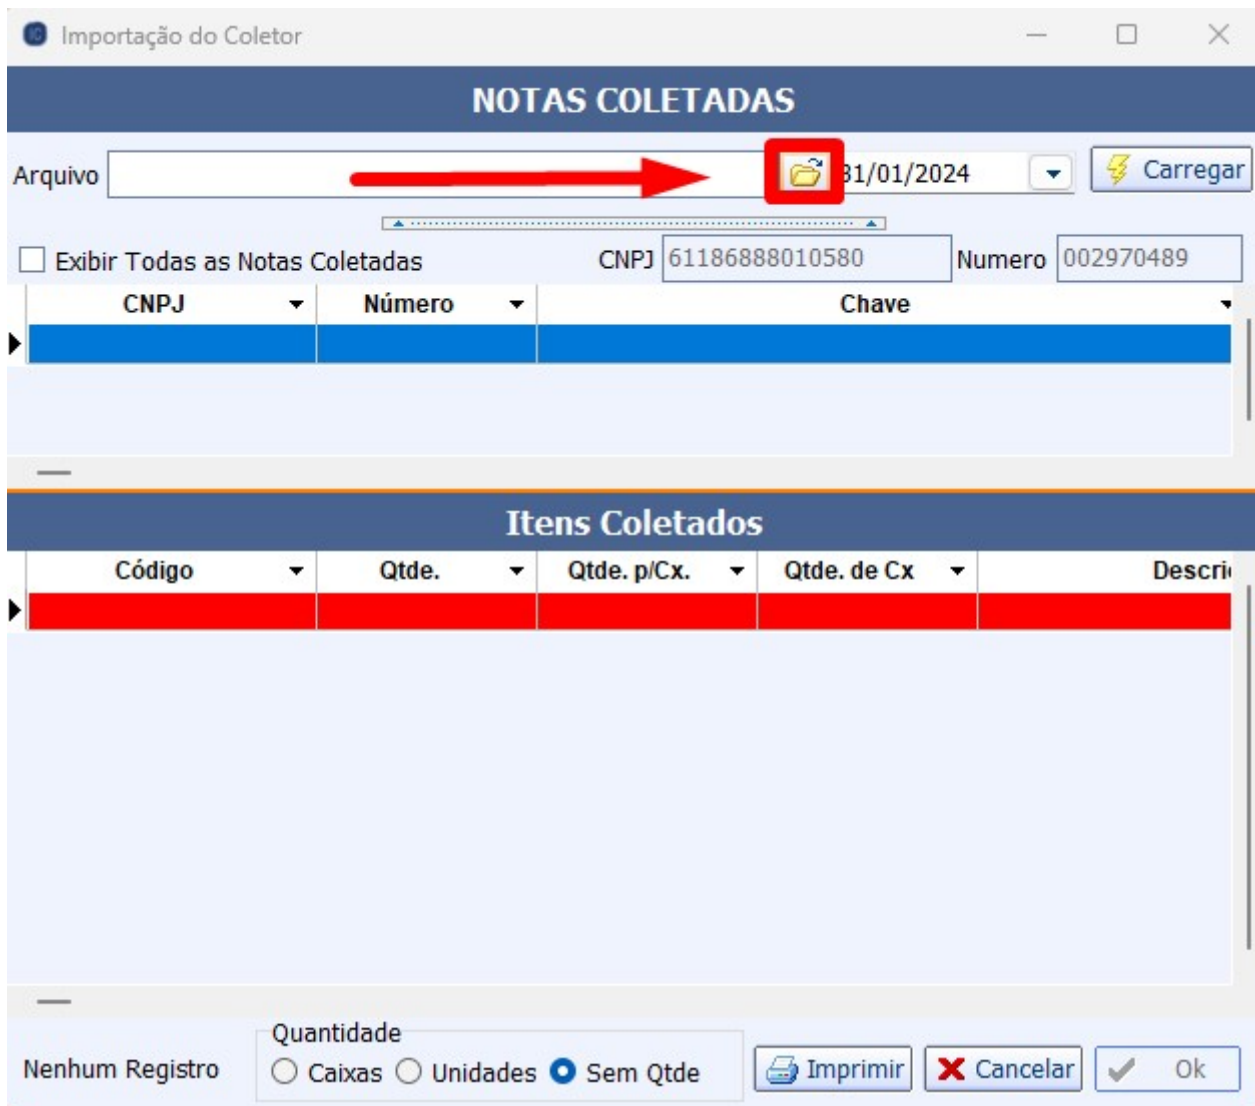 Importação do Coletor
NOTAS COLETADAS
Arquivo 31/01/2024 Carregar
Exibir Todas as Notas Coletadas CNPJ 61186888010580 Numero 002970489
CNPJ Número Chave
Itens Coletados
Código Qtde. Qtde. p/Cx. Qtde. de Cx Descri
Quantidade
Nenhum Registro Caixas Unidades Sem Qtde Imprimir Cancelar Ok